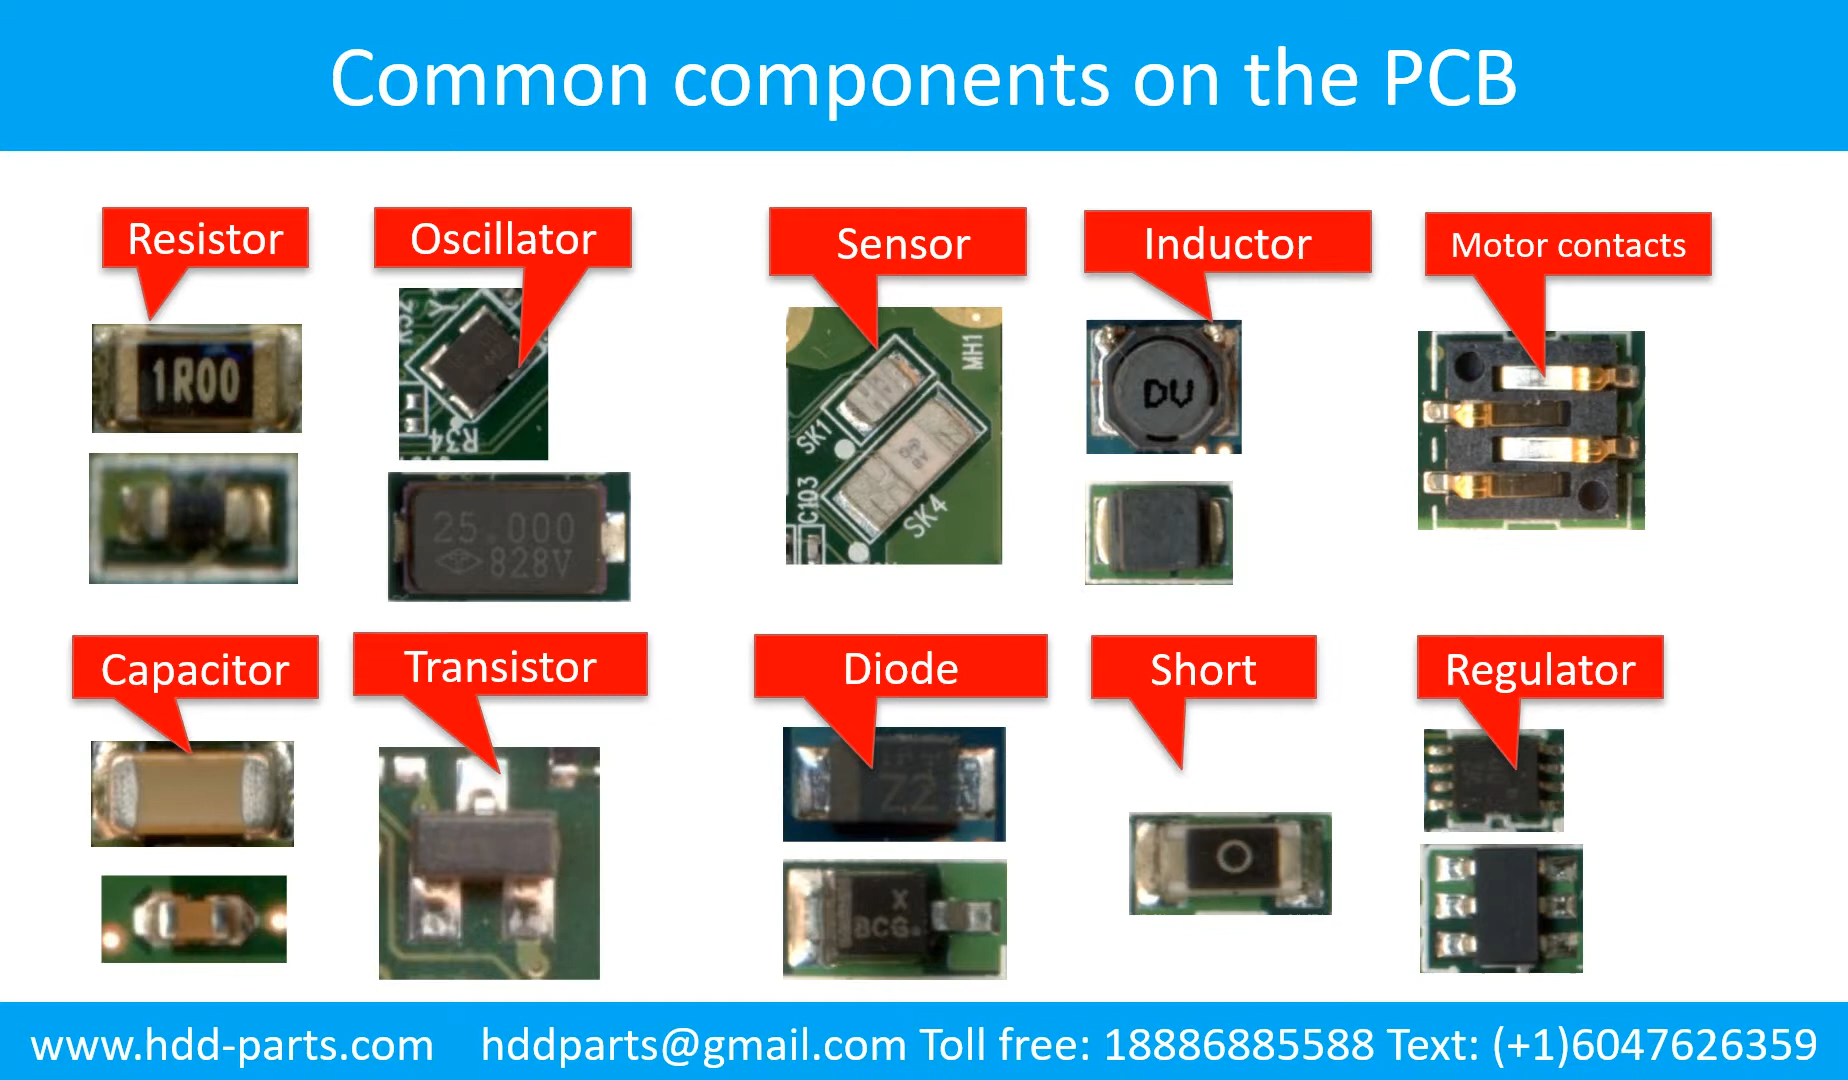 Common components on the PCB
Resistor
Oscillator
Sensor
Inductor
Motor contacts
1R00
R34
25.000
828V
SK1
SK4
C103
MH1
DV
Capacitor
Transistor
Diode
Short
Regulator
Z2
X
8CG.
O
www.hdd-parts.com hddparts@gmail.com Toll free: 18886885588 Text: (+1)6047626359